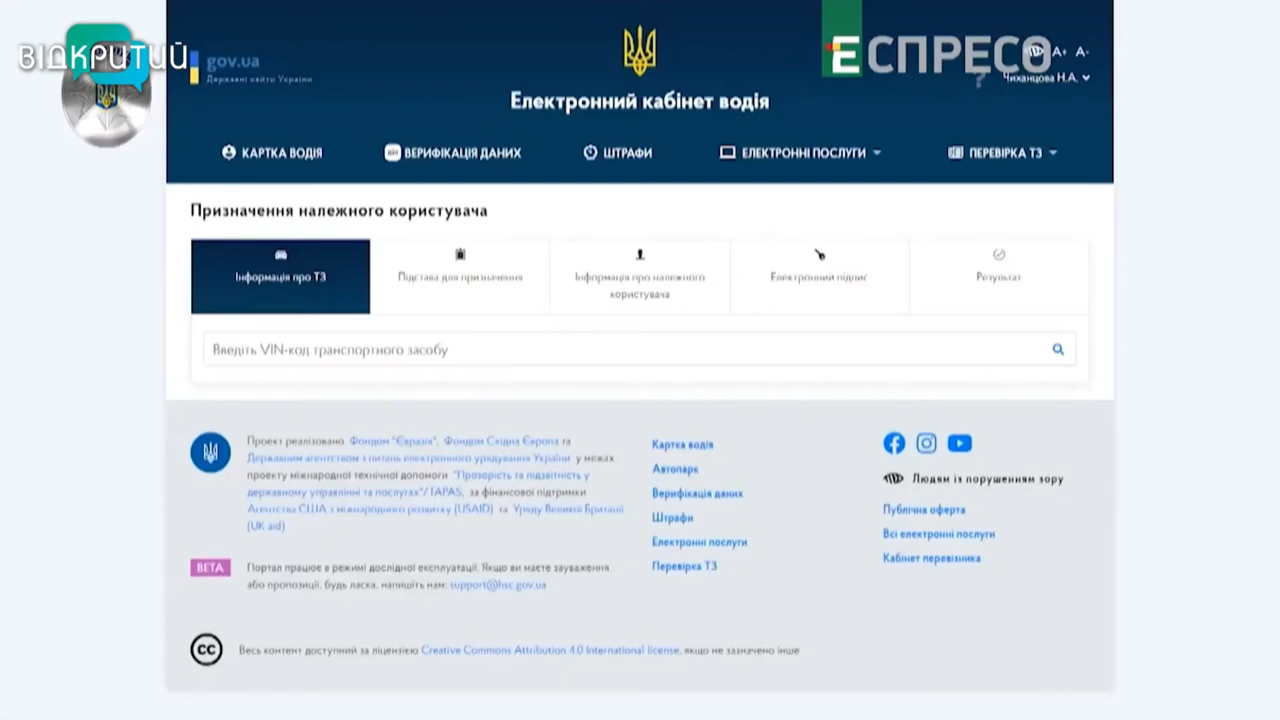 ВІДКРИТИЙ
gov.ua
Державні сайти України
ЕСПРЕСО
A+ A-
Чиханцова Н.А.
Електронний кабінет водія
КАРТКА ВОДІЯ
ВЕРИФІКАЦІЯ ДАНИХ
ШТРАФИ
ЕЛЕКТРОННІ ПОСЛУГИ
ПЕРЕВІРКА ТЗ
Призначення належного користувача
Інформація про ТЗ
Підстава для призначення
Інформація про належного
користувача
Електронний підпис
Результат
Введіть VIN-код транспортного засобу
Проект реалізовано Фондом "Євразія", Фондом Східна Європа та
Державним агентством з питань електронного урядування України у межах
проекту міжнародної технічної допомоги "Прозорість та підзвітність у
державному управлінні та послугах"/TAPAS, за фінансової підтримки
Агентства США з міжнародного розвитку (USAID) та Уряду Великої Британії
(UK aid)
BETA
Портал працює в режимі дослідної експлуатації. Якщо ви маєте зауваження
або пропозиції, будь ласка, напишіть нам: support@hsc.gov.ua
Картка водія
Автопарк
Верифікація даних
Штрафи
Електронні послуги
Перевірка ТЗ
Людям із порушенням зору
Публічна оферта
Всі електронні послуги
Кабінет перевізника
cc
Весь контент доступний за ліцензією Creative Commons Attribution 4.0 International license, якщо не зазначено інше